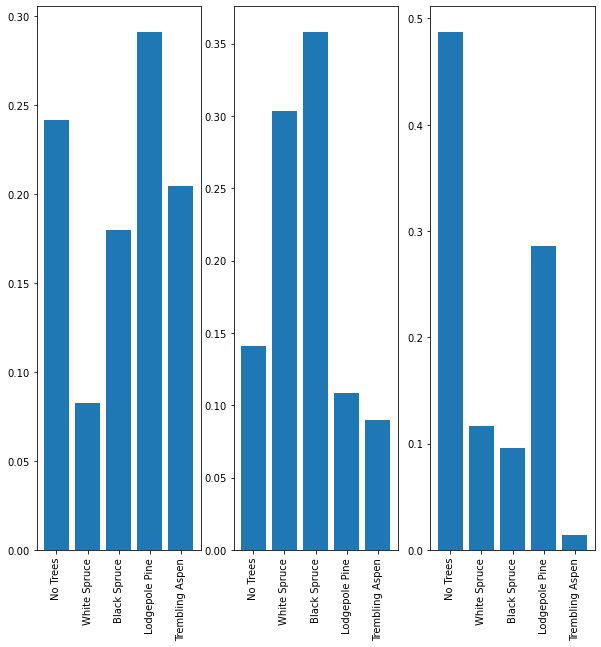 0.30
0.25
0.20
0.15
0.10
0.05
0.00
No Trees
White Spruce
Black Spruce
Lodgepole Pine
Trembling Aspen
0.35
0.30
0.25
0.20
0.15
0.10
0.05
0.00
No Trees
White Spruce
Black Spruce
Lodgepole Pine
Trembling Aspen
0.5
0.4
0.3
0.2
0.1
0.0
No Trees
White Spruce
Black Spruce
Lodgepole Pine
Trembling Aspen